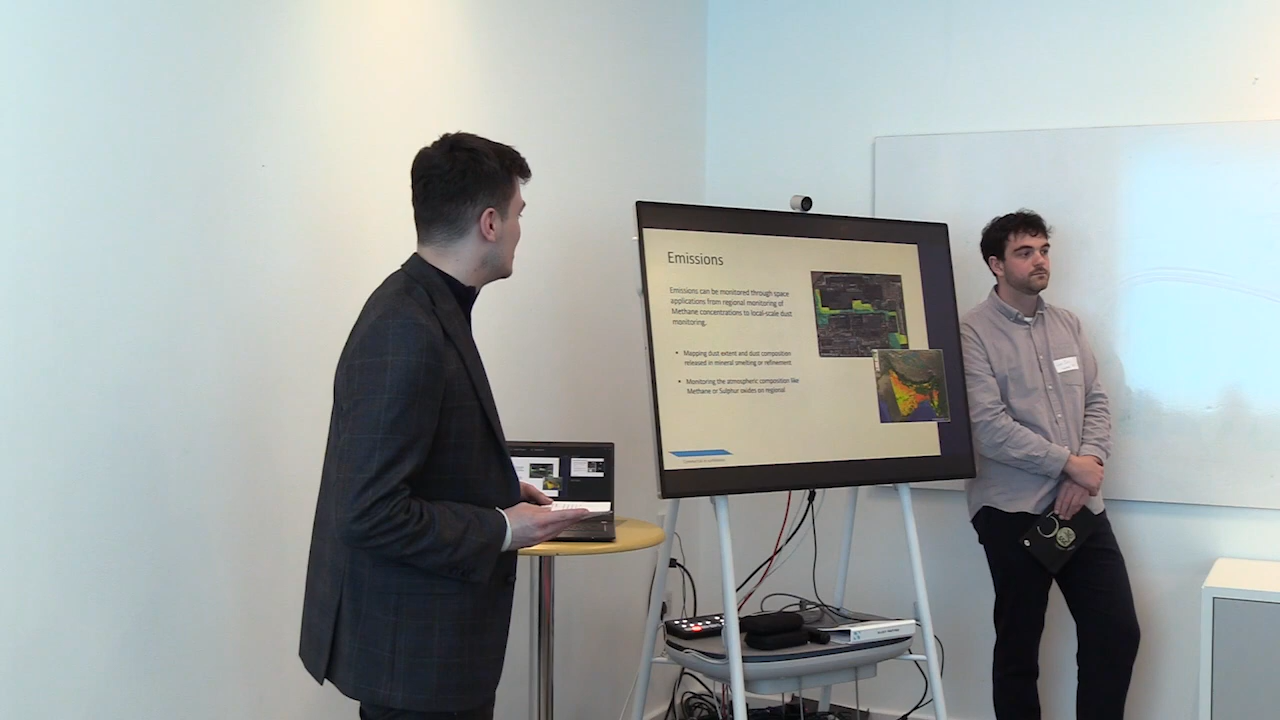 Emissions
Emissions can be monitored through space
applications from regional monitoring of
Methane concentrations to local-scale dust
monitoring.
• Mapping dust extent and dust composition
released in mineral smelting or refinement
• Monitoring the atmospheric composition like
Methane or Sulphur oxides on regional